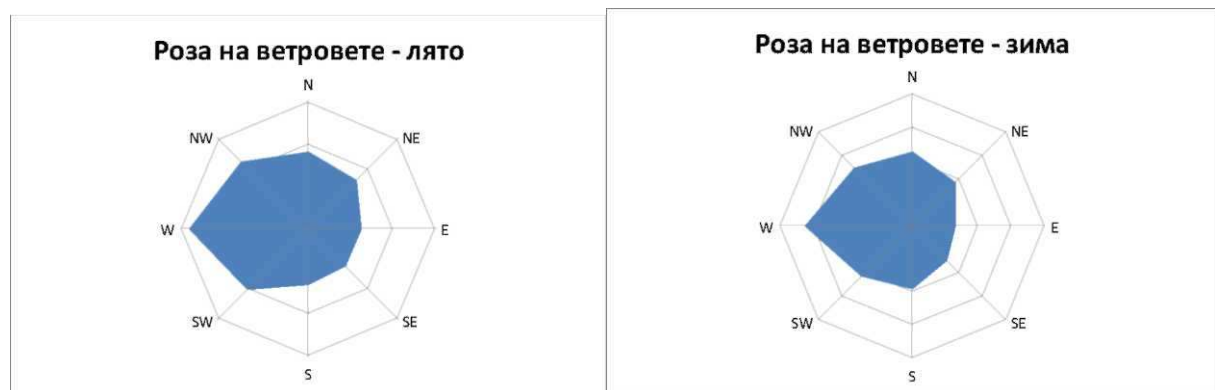 Роза на ветровете - лято
N
NW
NE
W
E
SW
SE
S
Роза на ветровете - зима
N
NW
NE
W
E
SW
SE
S